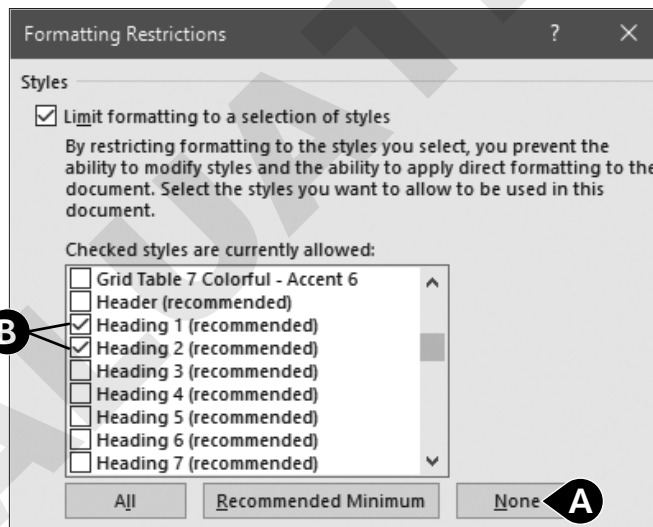 Formatting Restrictions ? ×
Styles
Limit formatting to a selection of styles
By restricting formatting to the styles you select, you prevent the
ability to modify styles and the ability to apply direct formatting to the
document. Select the styles you want to allow to be used in this
document.
Checked styles are currently allowed:
Grid Table 7 Colorful - Accent 6
Header (recommended)
B
Heading 1 (recommended)
Heading 2 (recommended)
Heading 3 (recommended)
Heading 4 (recommended)
Heading 5 (recommended)
Heading 6 (recommended)
Heading 7 (recommended)
All Recommended Minimum None A